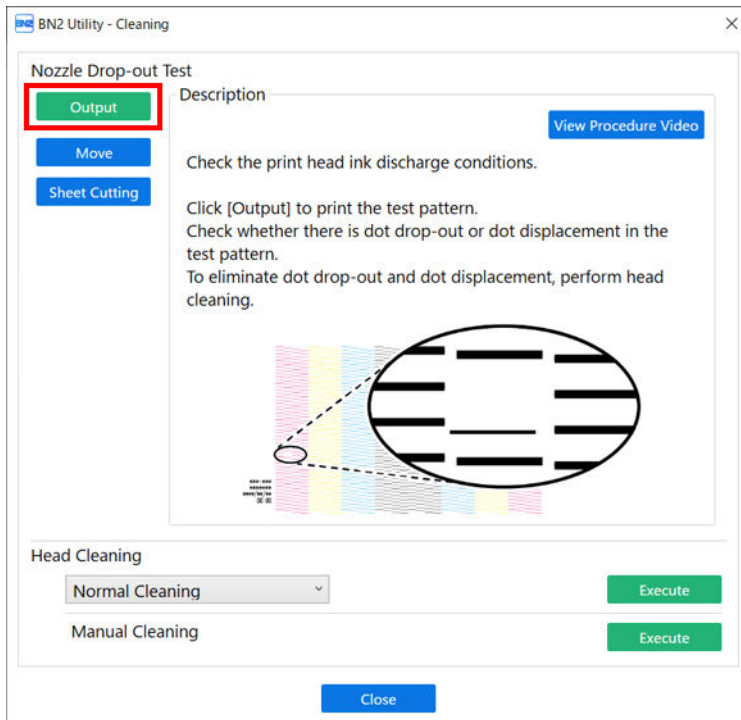 BN2 BN2 Utility - Cleaning
Nozzle Drop-out Test
Output
Description
View Procedure Video
Move
Check the print head ink discharge conditions.
Sheet Cutting
Click [Output] to print the test pattern.
Check whether there is dot drop-out or dot displacement in the
test pattern.
To eliminate dot drop-out and dot displacement, perform head
cleaning.
Head Cleaning
Normal Cleaning
Execute
Manual Cleaning
Execute
Close